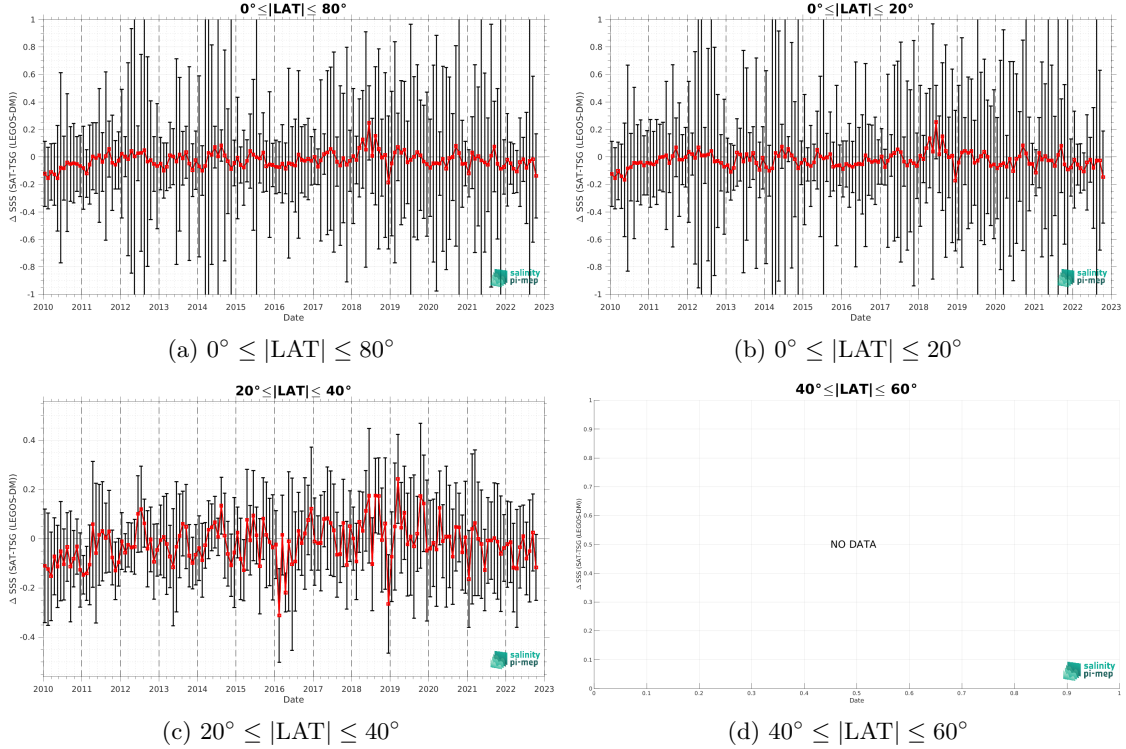 0°≤|LAT|≤ 80°
Δ SSS (SAT-TSG (LEGOS-DM))
1
0.8
0.6
0.4
0.2
0
-0.2
-0.4
-0.6
-0.8
-1
2010 2011 2012 2013 2014 2015 2016 2017 2018 2019 2020 2021 2022 2023
Date
salinity
pi-mep
(a) 0° ≤ |LAT| ≤ 80°
0°≤|LAT|≤ 20°
Δ SSS (SAT-TSG (LEGOS-DM))
1
0.8
0.6
0.4
0.2
0
-0.2
-0.4
-0.6
-0.8
-1
2010 2011 2012 2013 2014 2015 2016 2017 2018 2019 2020 2021 2022 2023
Date
salinity
pi-mep
(b) 0° ≤ |LAT| ≤ 20°
20°≤|LAT|≤ 40°
Δ SSS (SAT-TSG (LEGOS-DM))
0.4
0.2
0
-0.2
-0.4
2010 2011 2012 2013 2014 2015 2016 2017 2018 2019 2020 2021 2022 2023
Date
salinity
pi-mep
(c) 20° ≤ |LAT| ≤ 40°
40°≤|LAT|≤ 60°
Δ SSS (SAT-TSG (LEGOS-DM))
1
0.9
0.8
0.7
0.6
0.5
0.4
0.3
0.2
0.1
0
NO DATA
0 0.1 0.2 0.3 0.4 0.5 0.6 0.7 0.8 0.9 1
Date
salinity
pi-mep
(d) 40° ≤ |LAT| ≤ 60°